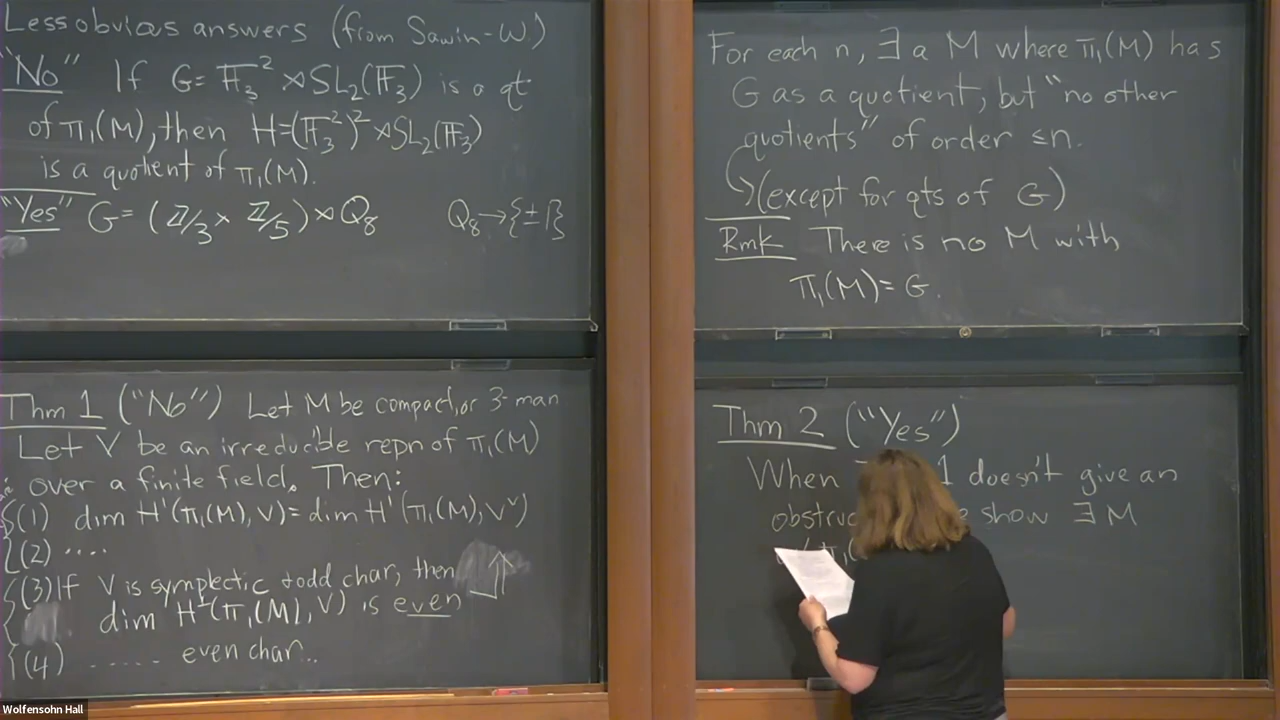 Less obvious answers (from Sawin-W)
"No" If G = 𝔽₃² ⋊ SL₂(𝔽₃) is a qt
of π₁(M), then H = (𝔽₃²)² ⋊ SL₂(𝔽₃)
is a quotient of π₁(M).
"Yes" G = (ℤ/3 × ℤ/5) ⋊ Q₈ Q₈ → {±1}
Thm 1 ("No") Let M be compact, or 3-man
Let V be an irreducible repn of π₁(M)
over a finite field. Then:
(1) dim H¹(π₁(M), V) = dim H¹(π₁(M), V^∨)
(2) ....
(3) If V is symplectic + odd char, then
dim H¹(π₁(M), V) is even
(4) ..... even char..
For each n, ∃ a M where π₁(M) has
G as a quotient, but "no other
quotients" of order ≤ n.
(except for qts of G)
Rmk There is no M with
π₁(M) = G.
Thm 2 ("Yes")
When 1 doesn't give an
show ∃ M
Wolfensohn Hall